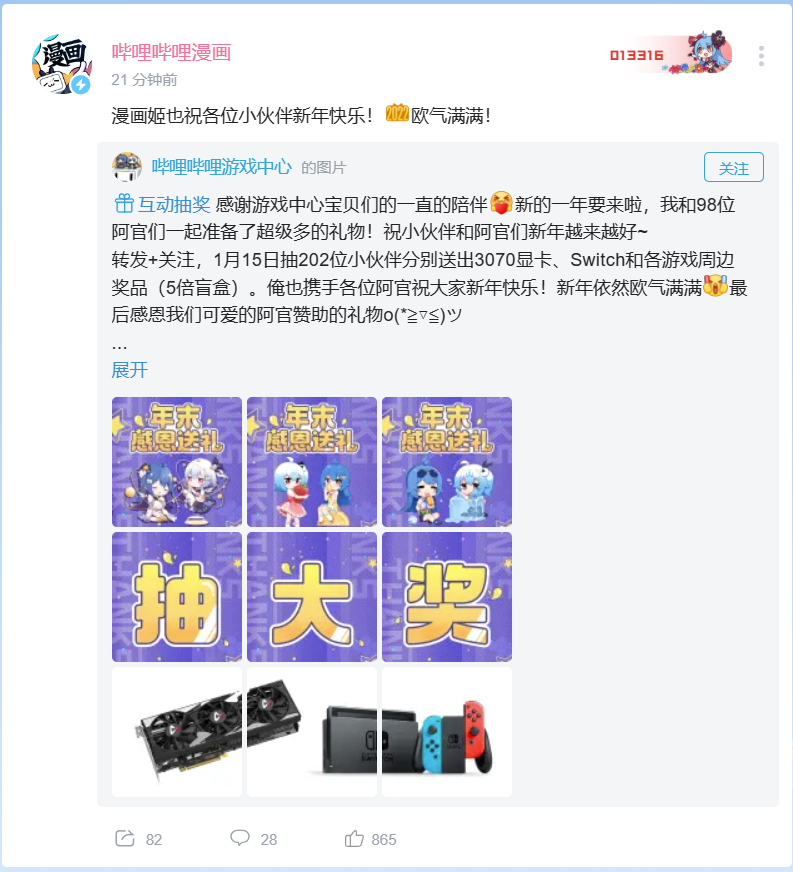 漫画
哔哩哔哩漫画
013316
21 分钟前
漫画姬也祝各位小伙伴新年快乐！2022欧气满满！
哔哩哔哩游戏中心 的图片
关注
互动抽奖 感谢游戏中心宝贝们的一直的陪伴新的一年要来啦，我和98位
阿官们一起准备了超级多的礼物！祝小伙伴和阿官们新年越来越好~
转发+关注，1月15日抽202位小伙伴分别送出3070显卡、Switch和各游戏周边
奖品（5倍盲盒）。俺也携手各位阿官祝大家新年快乐！新年依然欧气满满最
后感恩我们可爱的阿官赞助的礼物o(*≧▽≦)ツ
...
展开
年末 年末 年末
感恩送礼 感恩送礼 感恩送礼
抽 大 奖
82 28 865